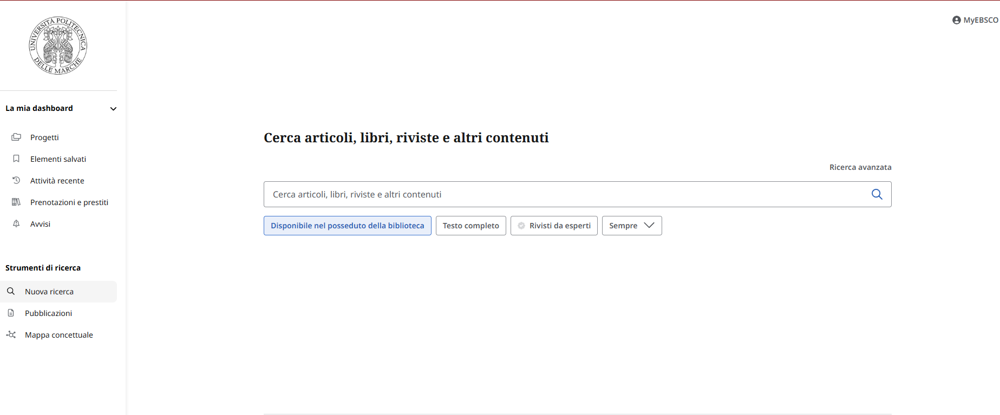 UNIVERSITÀ POLITECNICA
DELLE MARCHE
MyEBSCO
La mia dashboard
Progetti
Elementi salvati
Attività recente
Prenotazioni e prestiti
Avvisi
Strumenti di ricerca
Nuova ricerca
Pubblicazioni
Mappa concettuale
Cerca articoli, libri, riviste e altri contenuti
Ricerca avanzata
Cerca articoli, libri, riviste e altri contenuti
Disponibile nel posseduto della biblioteca Testo completo Rivisti da esperti Sempre